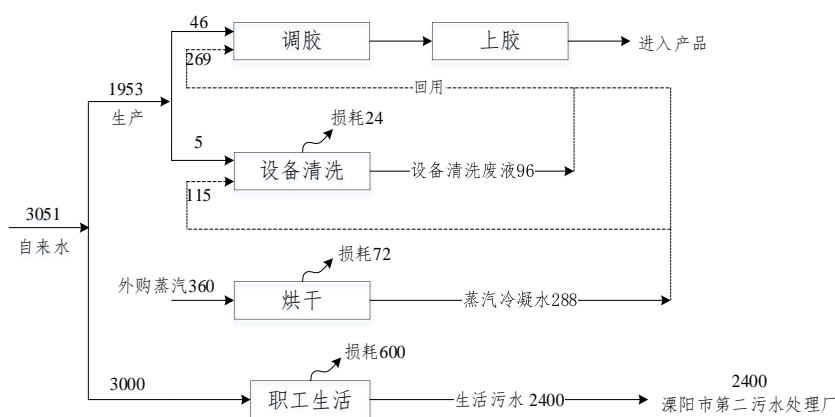 46
调胶
上胶
进入产品
269
回用
1953
生产
损耗24
5
设备清洗
设备清洗废液96
115
3051
自来水
损耗72
外购蒸汽360
烘干
蒸汽冷凝水288
损耗600
3000
职工生活
生活污水 2400
2400
溧阳市第二污水处理厂